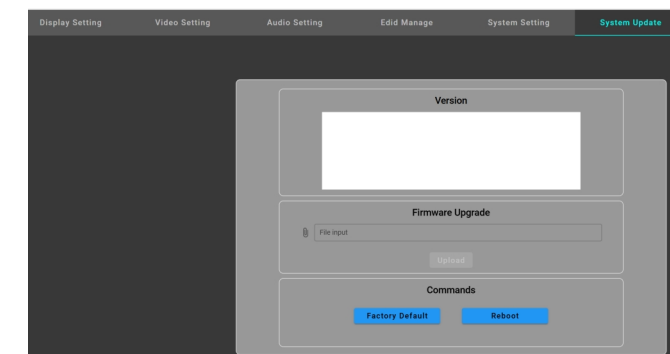 Display Setting Video Setting Audio Setting Edid Manage System Setting System Update
Version
Firmware Upgrade
File input
Upload
Commands
Factory Default Reboot